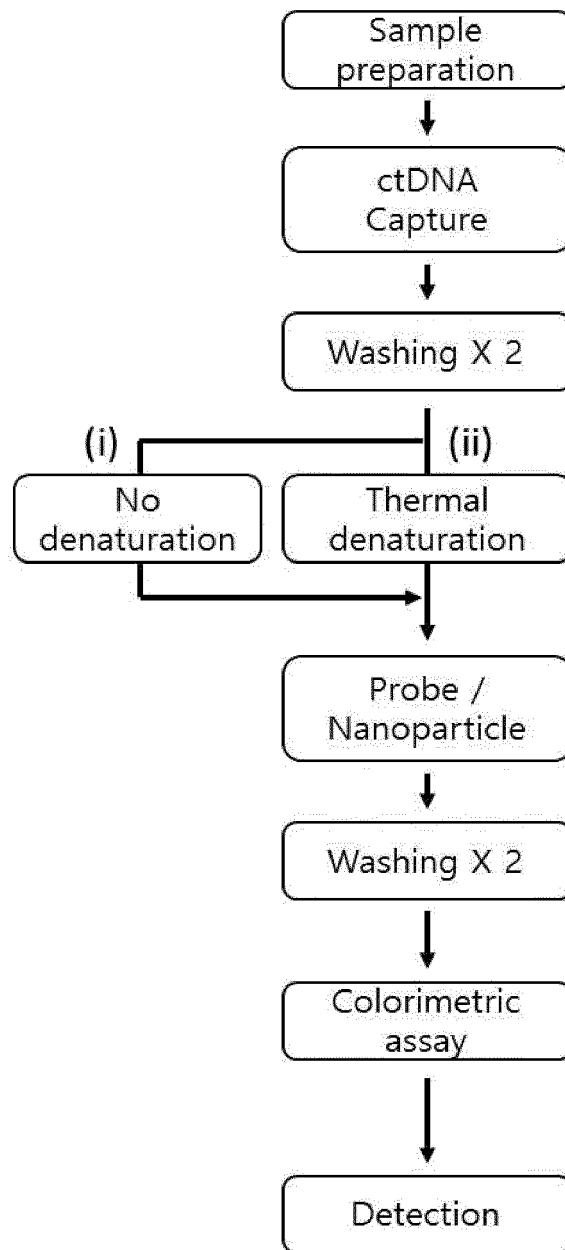 Sample
preparation
ctDNA
Capture
Washing X 2
(i)
(ii)
No
denaturation
Thermal
denaturation
Probe /
Nanoparticle
Washing X 2
Colorimetric
assay
Detection